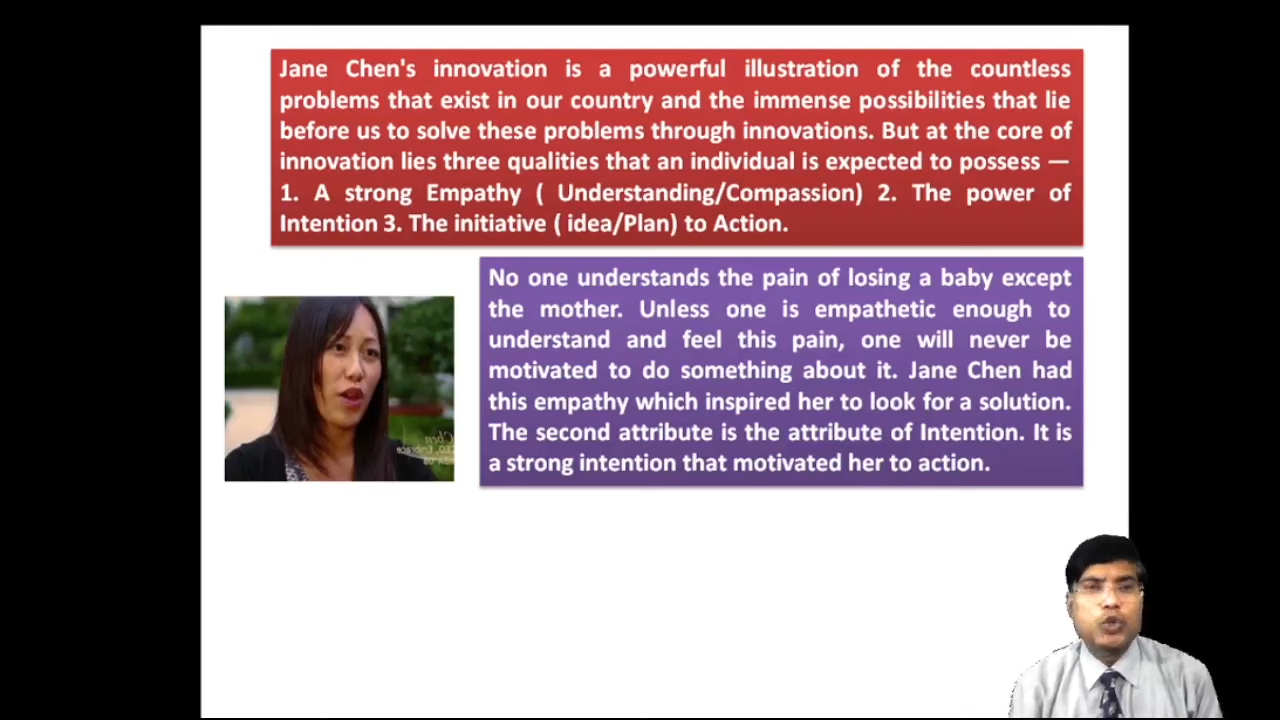 Jane Chen's innovation is a powerful illustration of the countless
problems that exist in our country and the immense possibilities that lie
before us to solve these problems through innovations. But at the core of
innovation lies three qualities that an individual is expected to possess —
1. A strong Empathy ( Understanding/Compassion) 2. The power of
Intention 3. The initiative ( idea/Plan) to Action.
No one understands the pain of losing a baby except
the mother. Unless one is empathetic enough to
understand and feel this pain, one will never be
motivated to do something about it. Jane Chen had
this empathy which inspired her to look for a solution.
The second attribute is the attribute of Intention. It is
a strong intention that motivated her to action.
Chen
CEO, Embrace